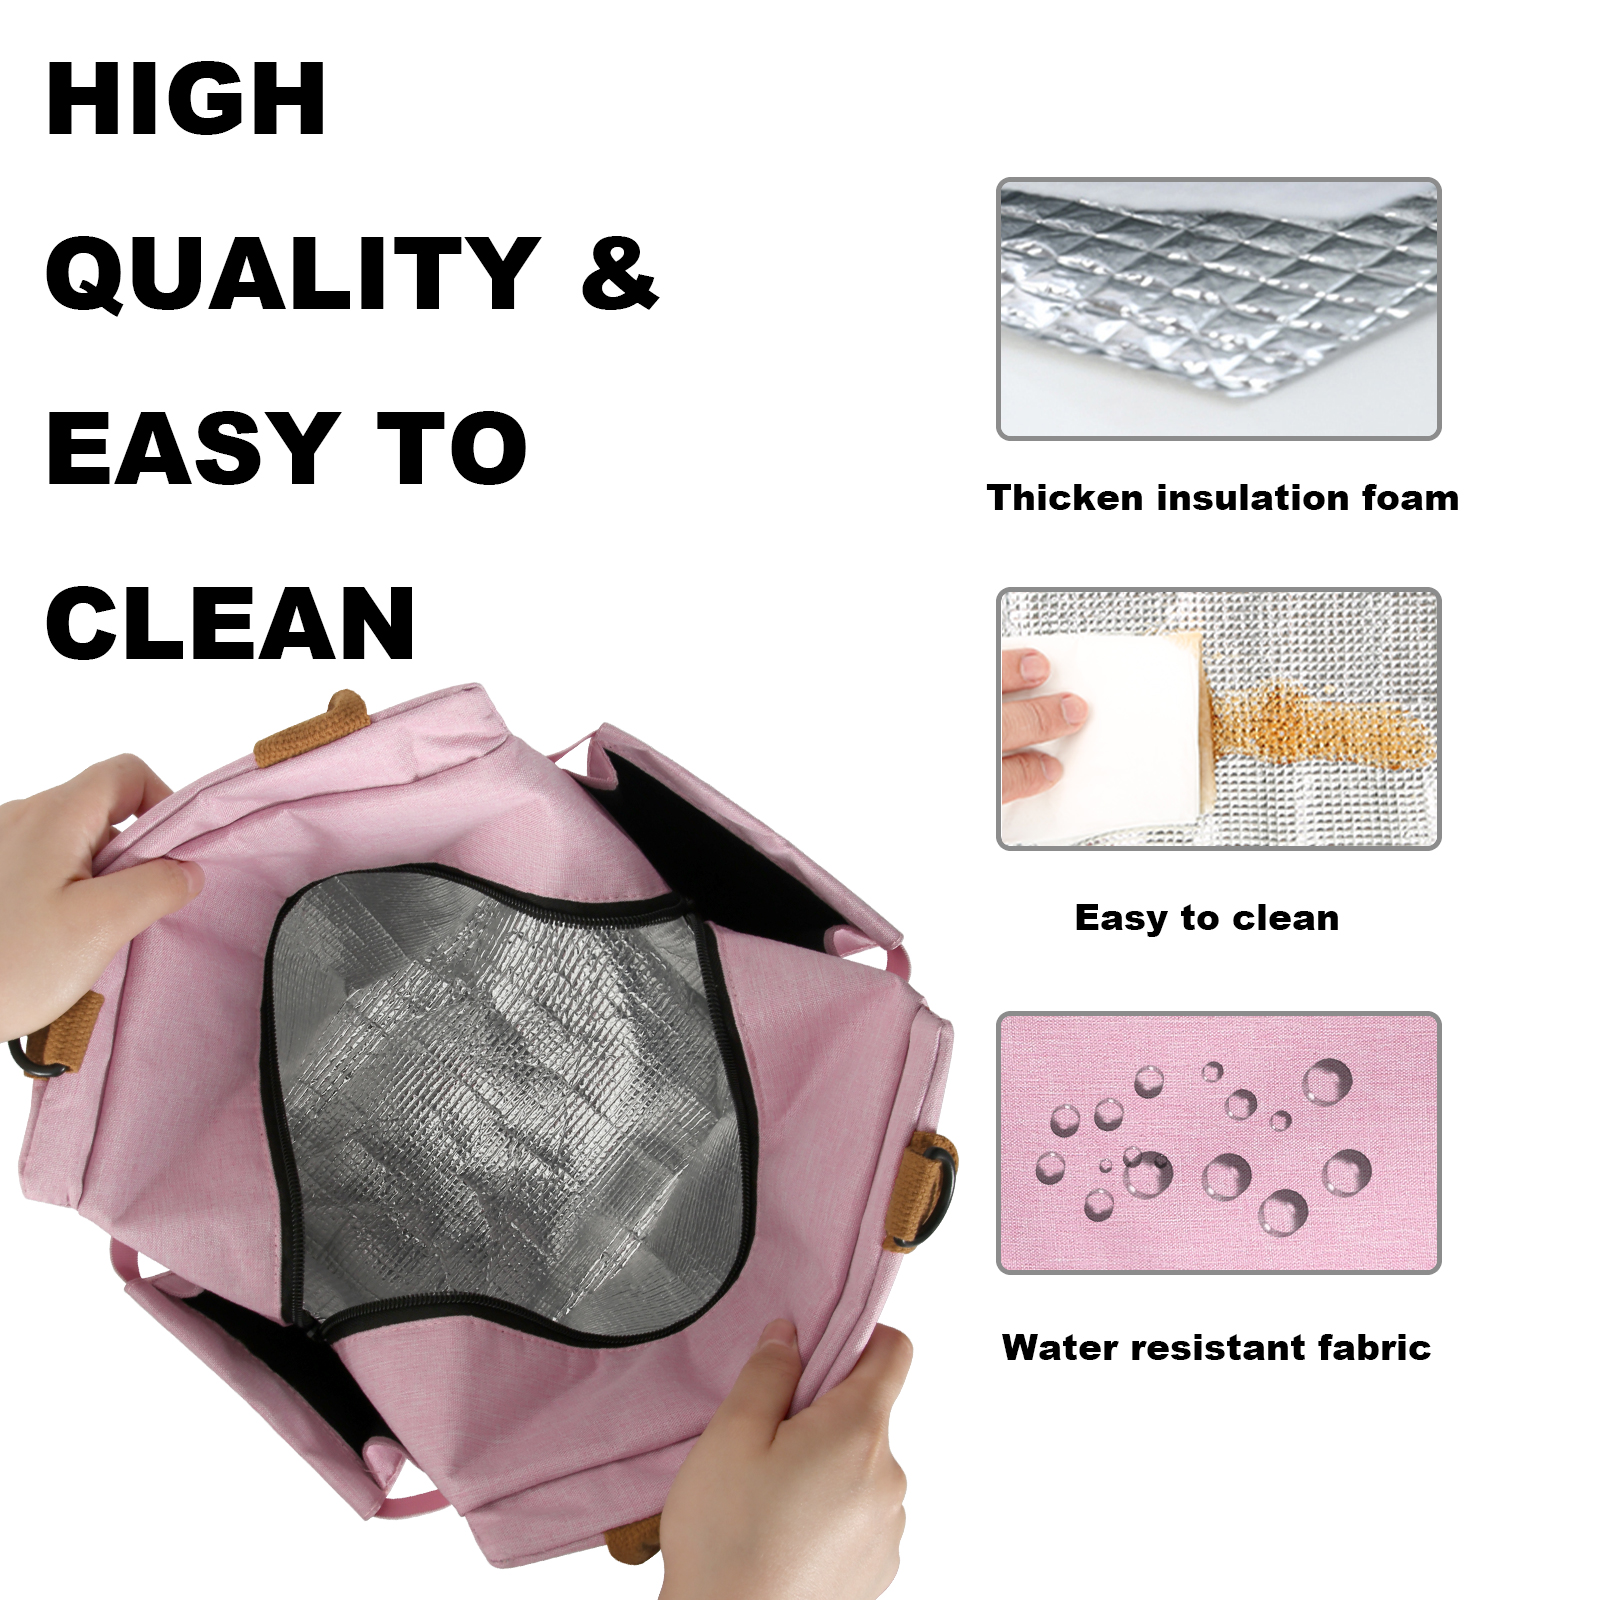 HIGH
QUALITY &
EASY TO
CLEAN
Thicken insulation foam
Easy to clean
Water resistant fabric